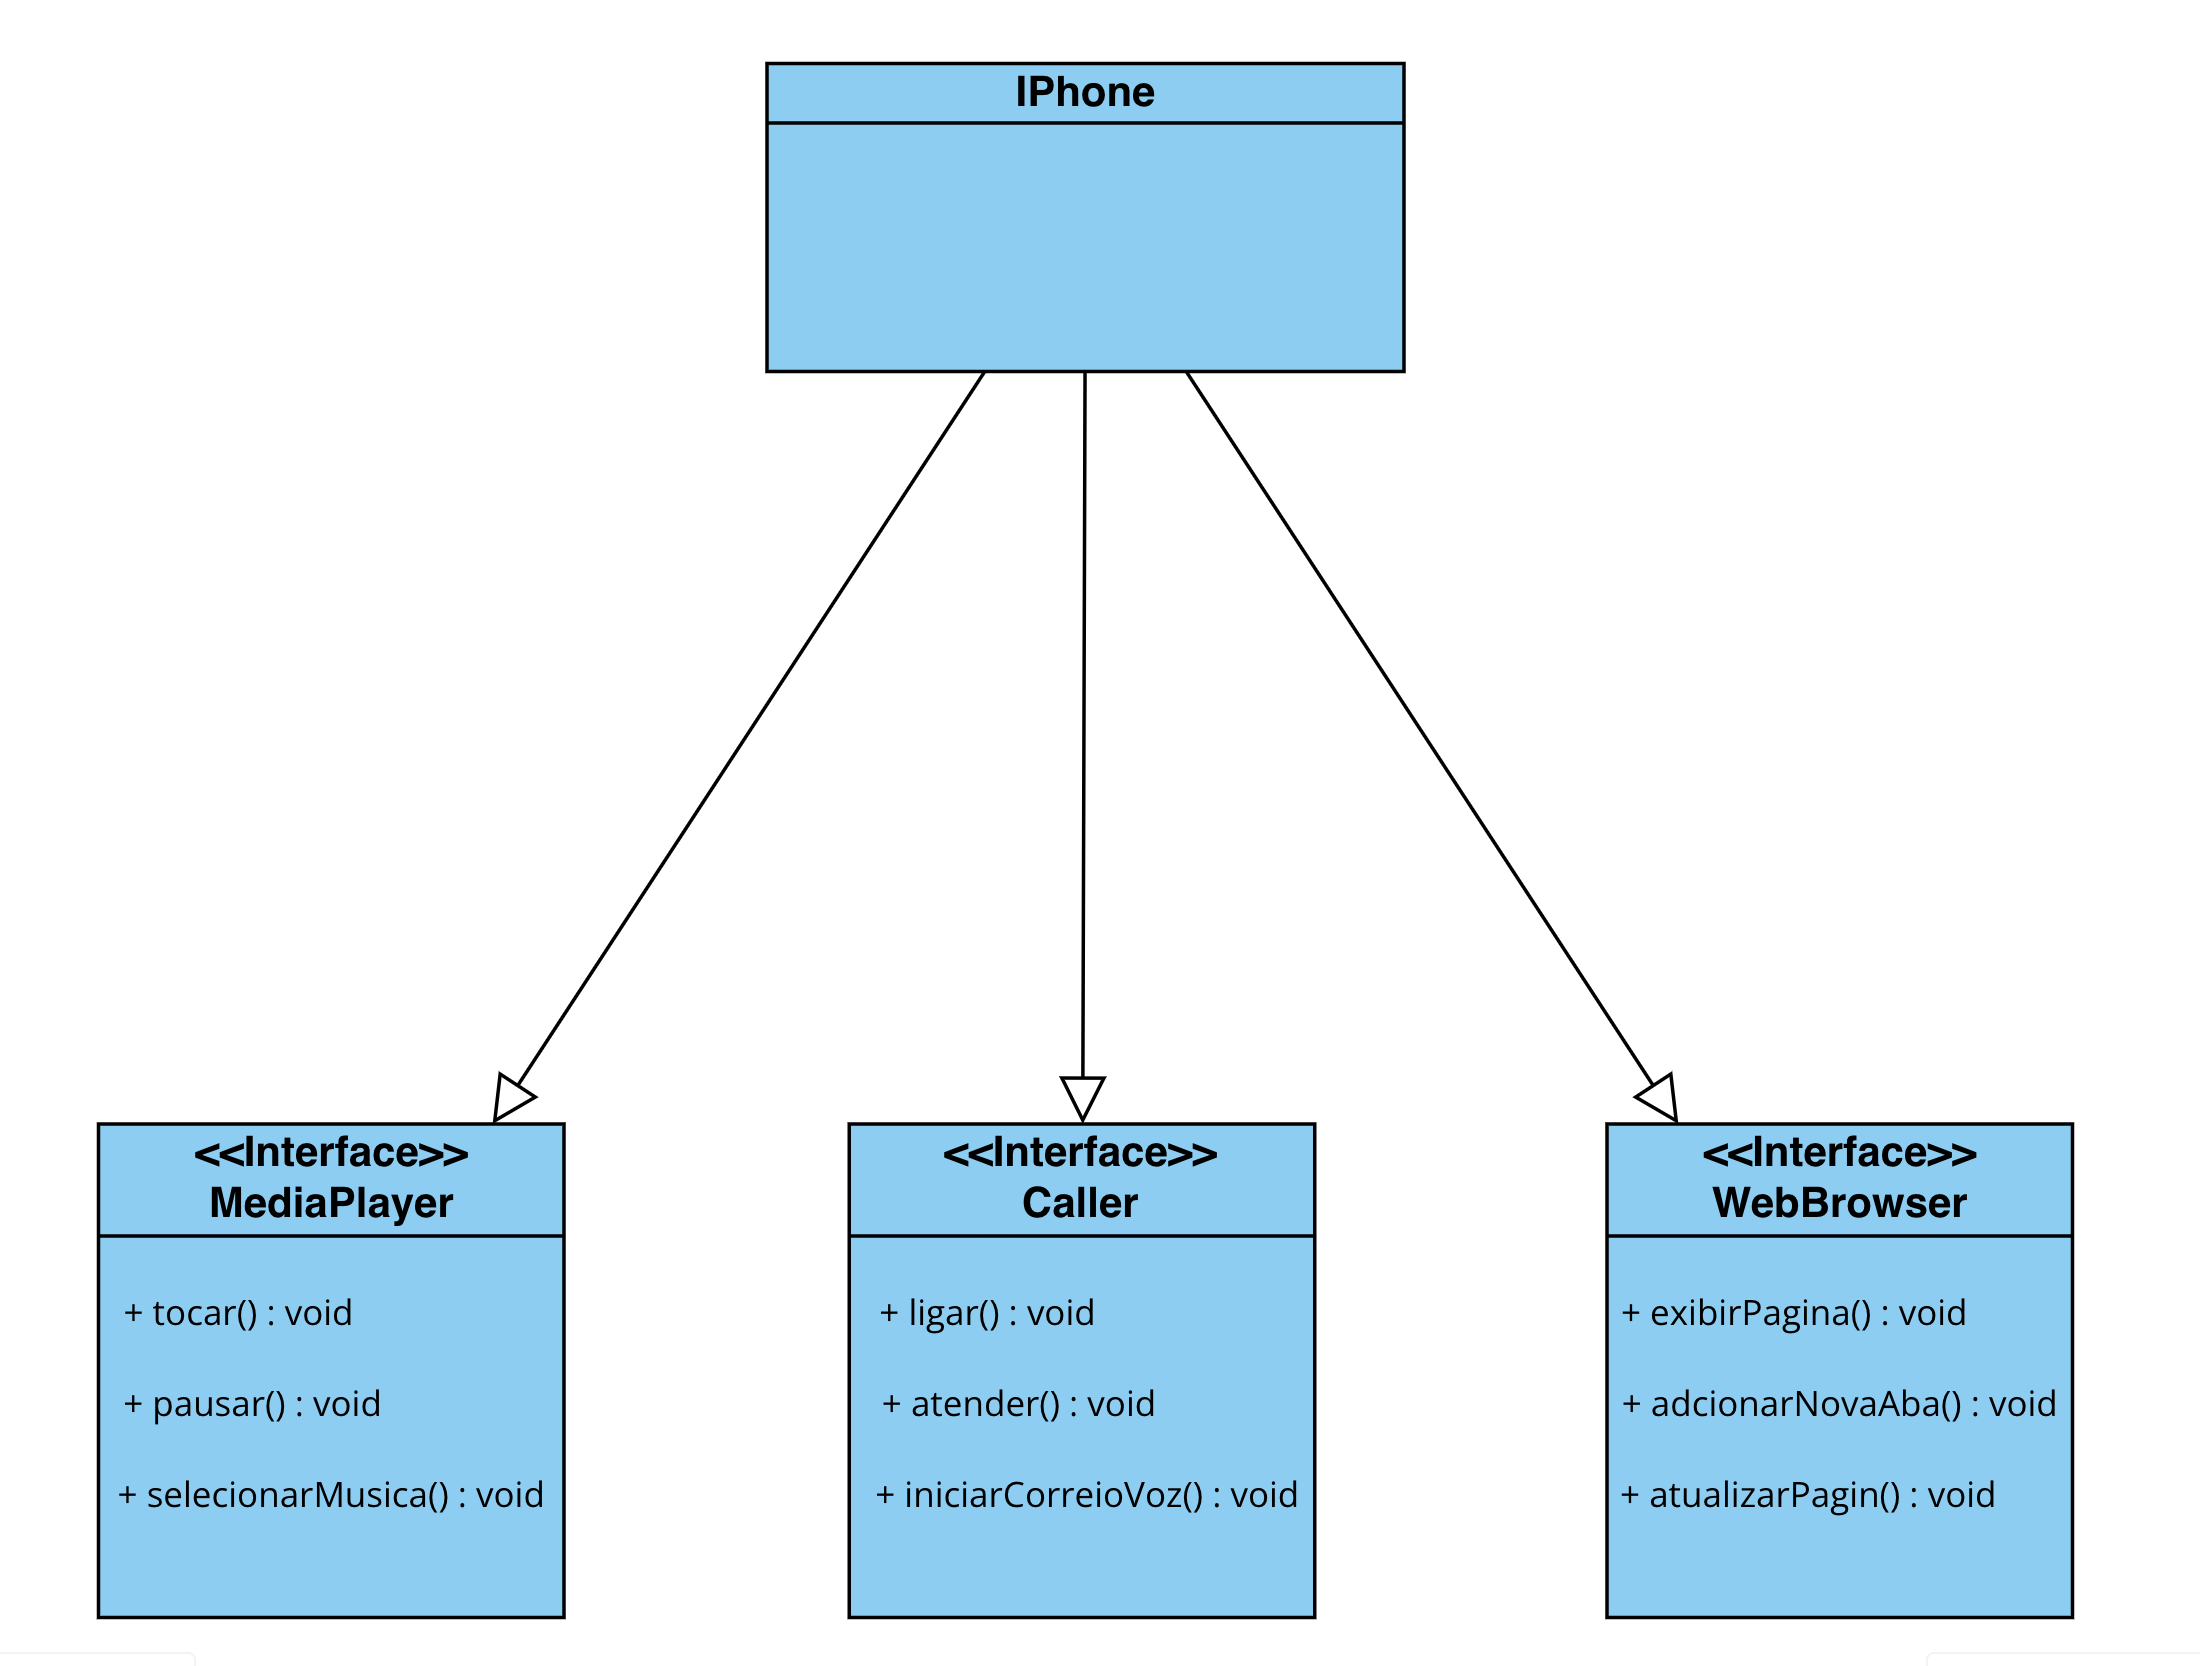 IPhone
<<Interface>>
MediaPlayer
+ tocar() : void
+ pausar() : void
+ selecionarMusica() : void
<<Interface>>
Caller
+ ligar() : void
+ atender() : void
+ iniciarCorreioVoz() : void
<<Interface>>
WebBrowser
+ exibirPagina() : void
+ adcionarNovaAba() : void
+ atualizarPagin() : void